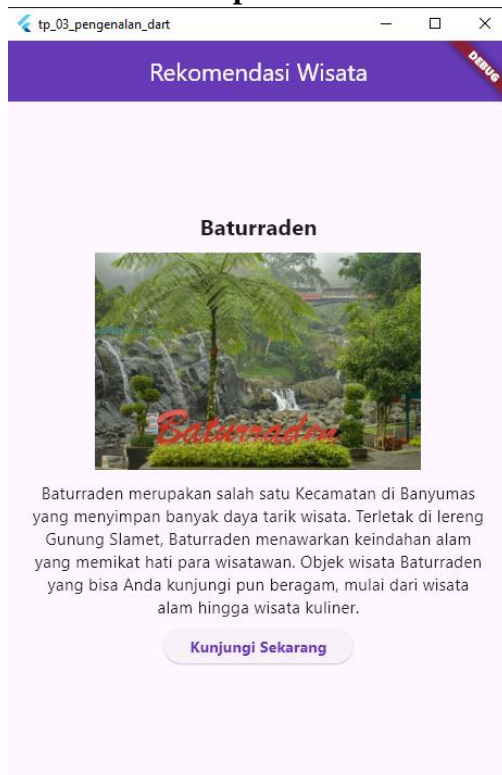 tp_03_pengenalan_dart
Rekomendasi Wisata
DEBUG
Baturraden
Baturraden
Baturraden merupakan salah satu Kecamatan di Banyumas
yang menyimpan banyak daya tarik wisata. Terletak di lereng
Gunung Slamet, Baturraden menawarkan keindahan alam
yang memikat hati para wisatawan. Objek wisata Baturraden
yang bisa Anda kunjungi pun beragam, mulai dari wisata
alam hingga wisata kuliner.
Kunjungi Sekarang